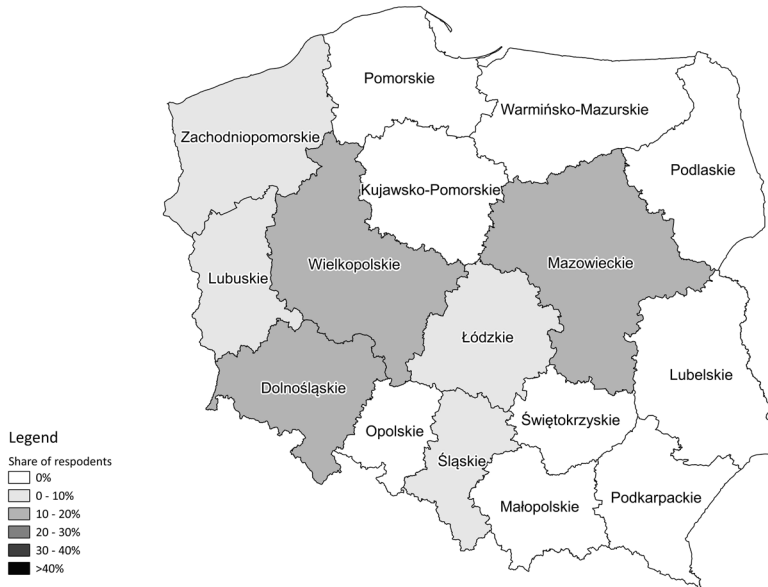 Pomorskie
Warmińsko-Mazurskie
Zachodniopomorskie
Podlaskie
Kujawsko-Pomorskie
Wielkopolskie
Mazowieckie
Lubuskie
Łódzkie
Lubelskie
Dolnośląskie
Świętokrzyskie
Opolskie
Śląskie
Podkarpackie
Małopolskie
Legend
Share of respodents
0%
0 - 10%
10 - 20%
20 - 30%
30 - 40%
>40%